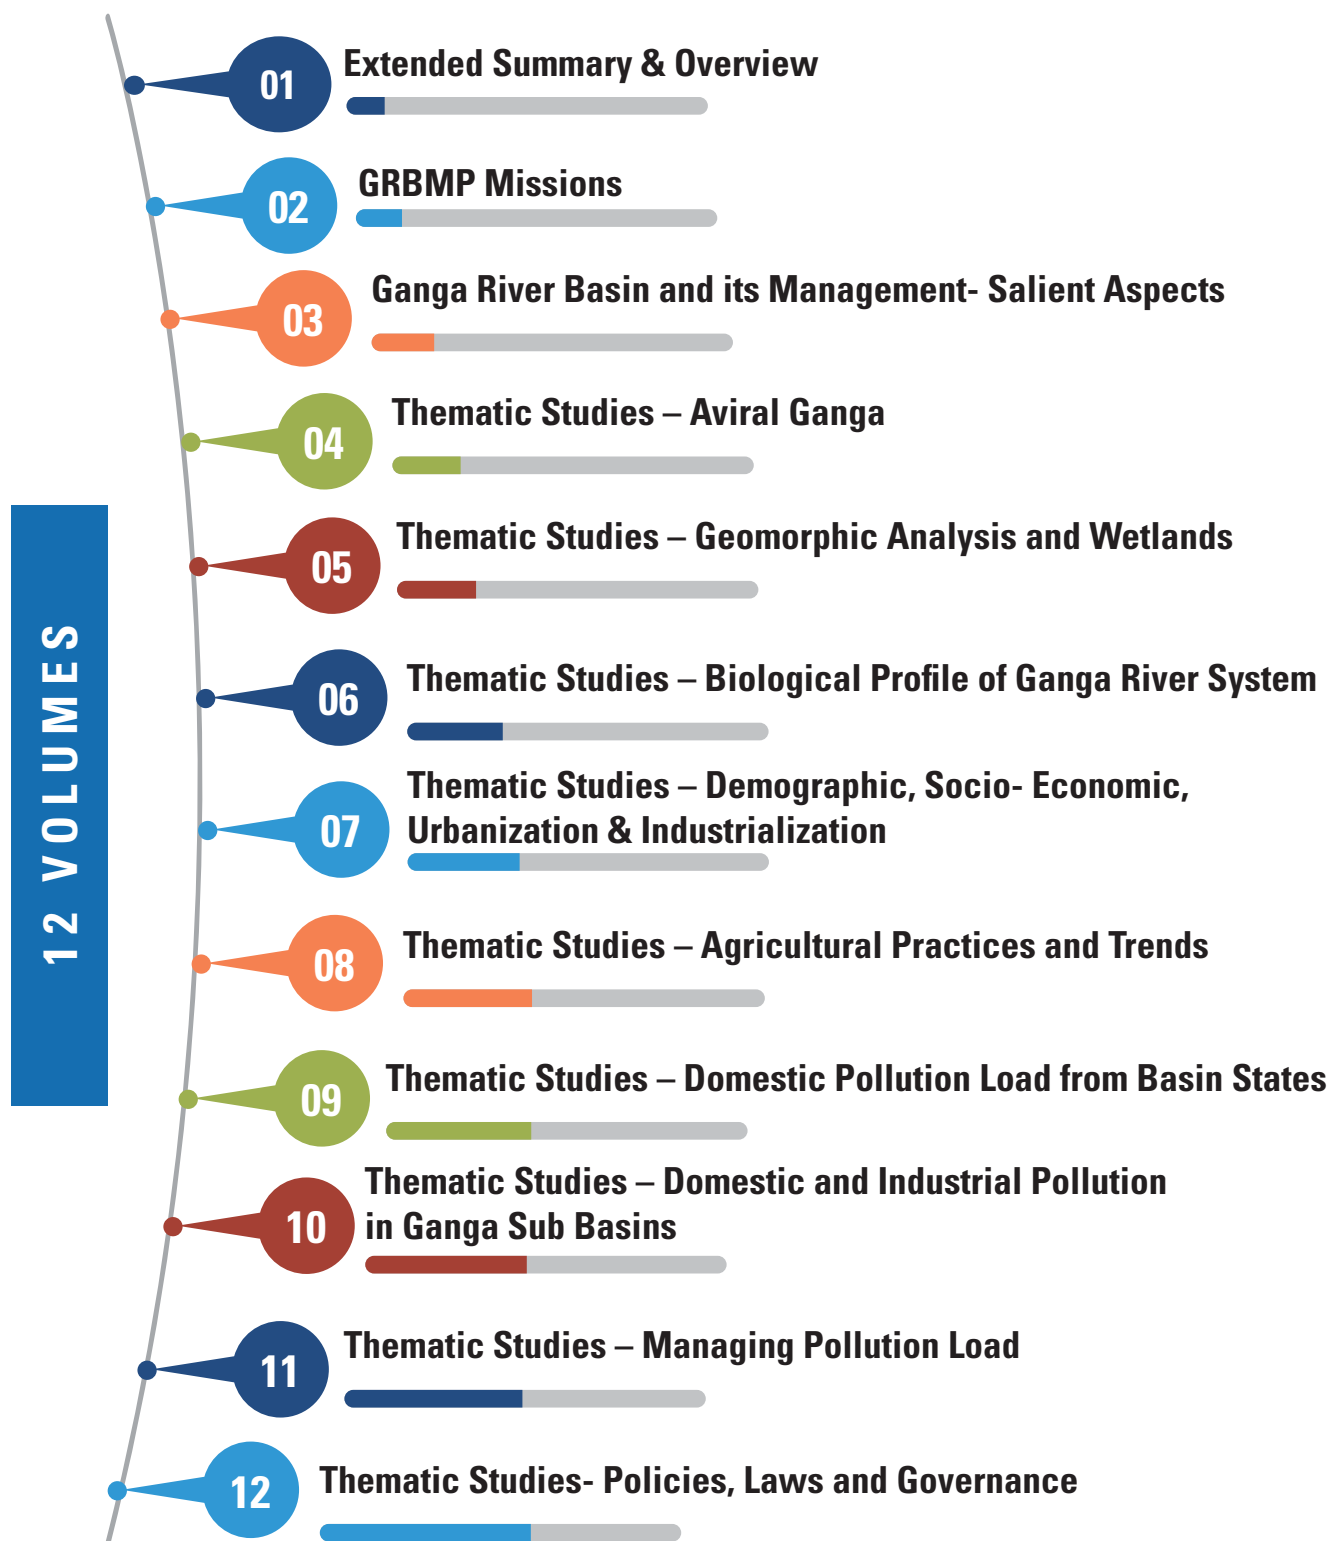 12 VOLUMES
01
Extended Summary & Overview
02
GRBMP Missions
03
Ganga River Basin and its Management- Salient Aspects
04
Thematic Studies – Aviral Ganga
05
Thematic Studies – Geomorphic Analysis and Wetlands
06
Thematic Studies – Biological Profile of Ganga River System
07
Thematic Studies – Demographic, Socio- Economic,
Urbanization & Industrialization
08
Thematic Studies – Agricultural Practices and Trends
09
Thematic Studies – Domestic Pollution Load from Basin States
10
Thematic Studies – Domestic and Industrial Pollution
in Ganga Sub Basins
11
Thematic Studies – Managing Pollution Load
12
Thematic Studies- Policies, Laws and Governance